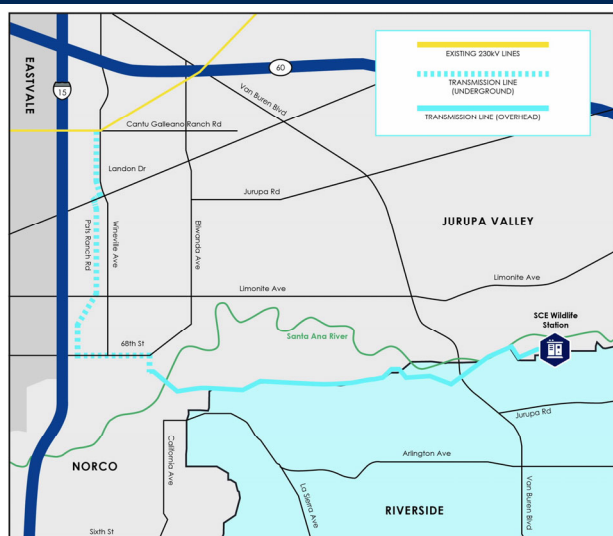 EXISTING 230kV LINES
TRANSMISSION LINE
(UNDERGROUND)
TRANSMISSION LINE (OVERHEAD)
EASTVALE
15
60
Van Buren Blvd
Cantu Galleano Ranch Rd
Landon Dr
Jurupa Rd
Pats Ranch Rd
Wineville Ave
Etiwanda Ave
JURUPA VALLEY
Limonite Ave
Limonite Ave
SCE Wildlife
Station
Santa Ana River
68th St
Jurupa Rd
California Ave
Arlington Ave
NORCO
La Sierra Ave
Van Buren Blvd
RIVERSIDE
Sixth St